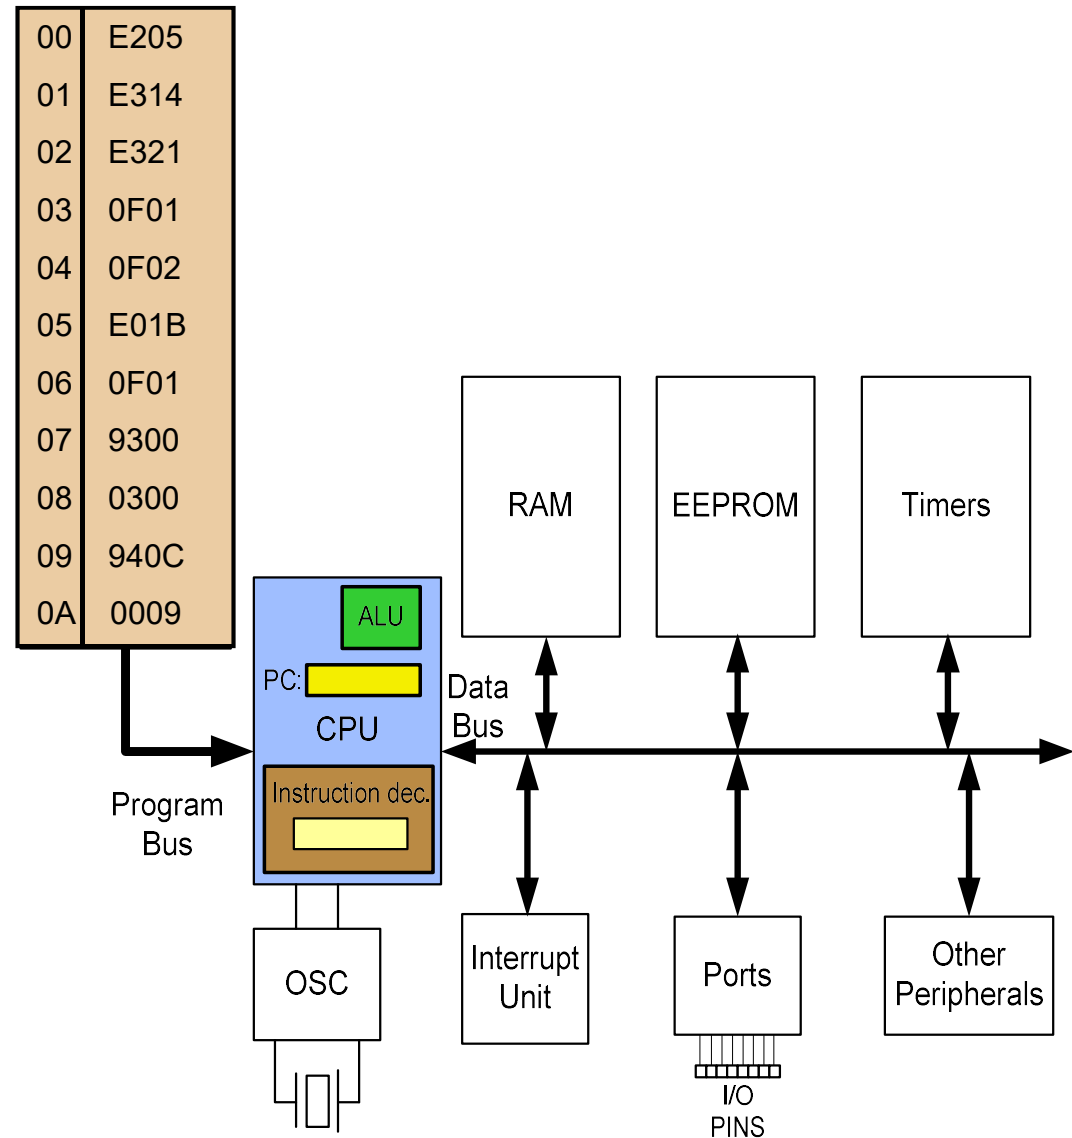 00 E205
01 E314
02 E321
03 0F01
04 0F02
05 E01B
06 0F01
07 9300
08 0300
09 940C
0A 0009
RAM
EEPROM
Timers
ALU
PC:
CPU
Instruction dec.
Data
Bus
Program
Bus
OSC
Interrupt
Unit
Ports
Other
Peripherals
I/O
PINS